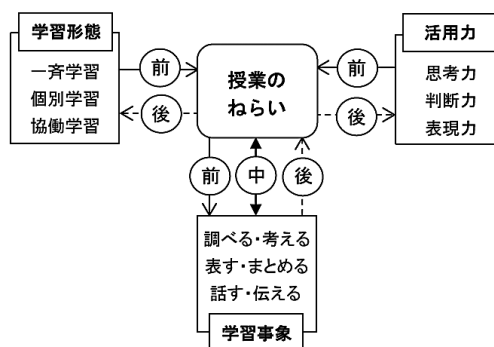 学習形態
一斉学習
個別学習
協働学習
前
後
授業の
ねらい
前
後
活用力
思考力
判断力
表現力
前
中
後
調べる・考える
表す・まとめる
話す・伝える
学習事象